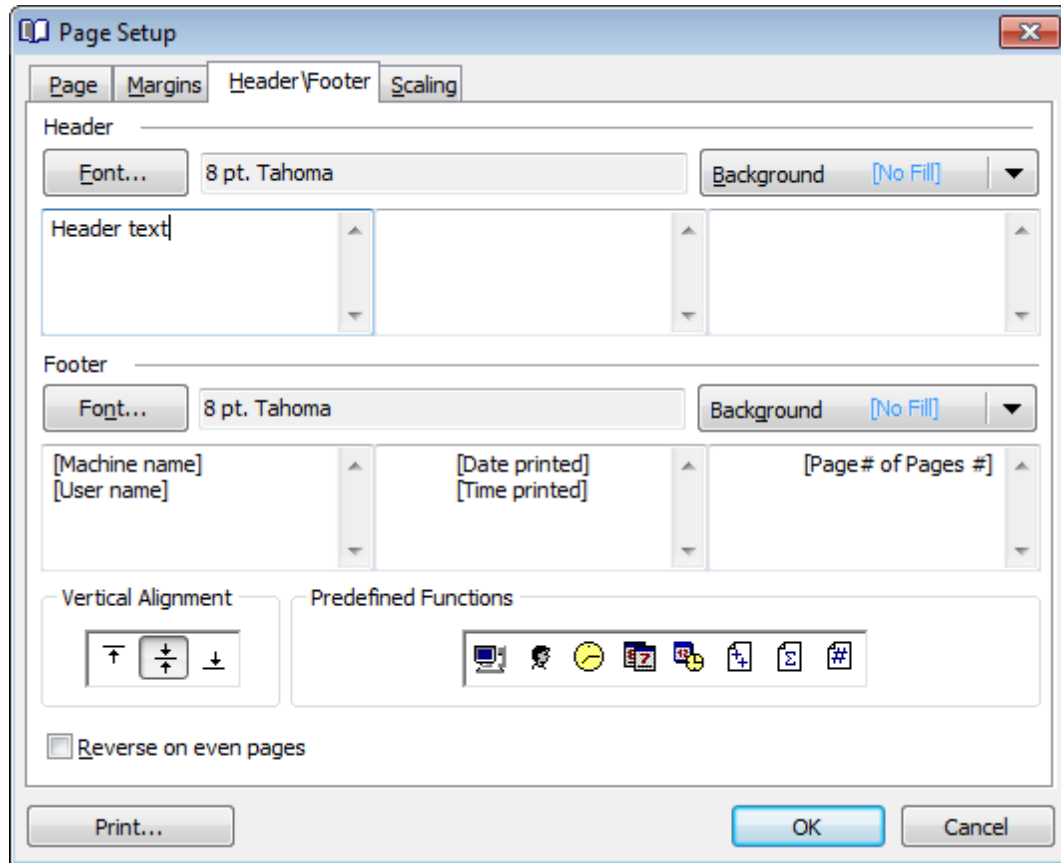 Page Setup
Page Margins Header\Footer Scaling
Header
Font... 8 pt. Tahoma Background [No Fill]
Header text
Footer
Font... 8 pt. Tahoma Background [No Fill]
[Machine name] [Date printed] [Page# of Pages #]
[User name] [Time printed]
Vertical Alignment Predefined Functions
Reverse on even pages
Print... OK Cancel